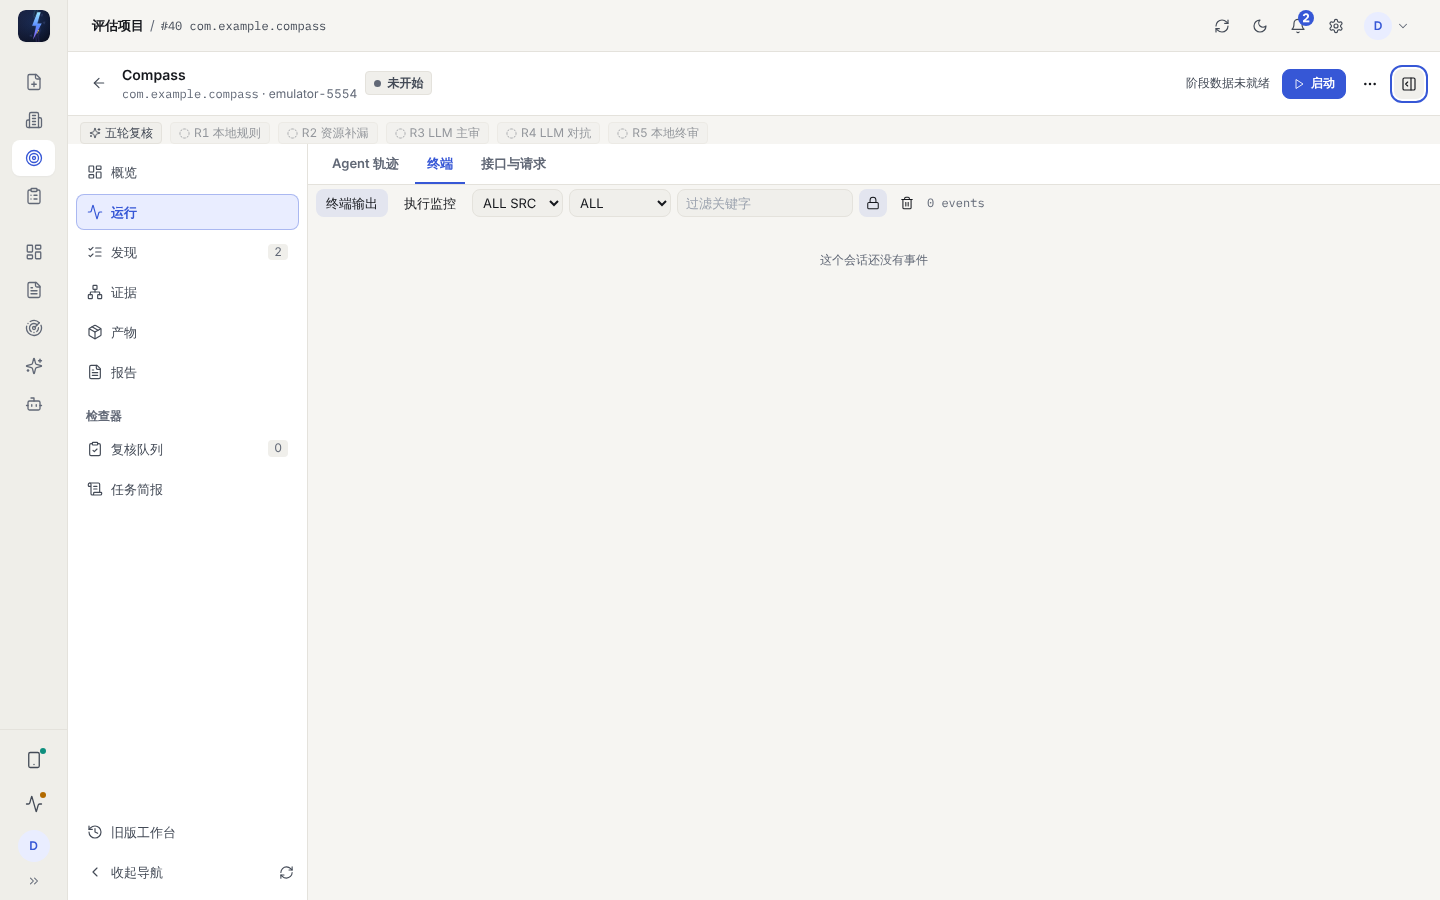 评估项目 / #40 com.example.compass
2
D
Compass
com.example.compass · emulator-5554
未开始
阶段数据未就绪
启动
五轮复核
R1 本地规则
R2 资源补漏
R3 LLM 主审
R4 LLM 对抗
R5 本地终审
概览
运行
发现 2
证据
产物
报告
检查器
复核队列 0
任务简报
旧版工作台
收起导航
Agent 轨迹
终端
接口与请求
终端输出
执行监控
ALL SRC
ALL
过滤关键字
0 events
这个会话还没有事件
D